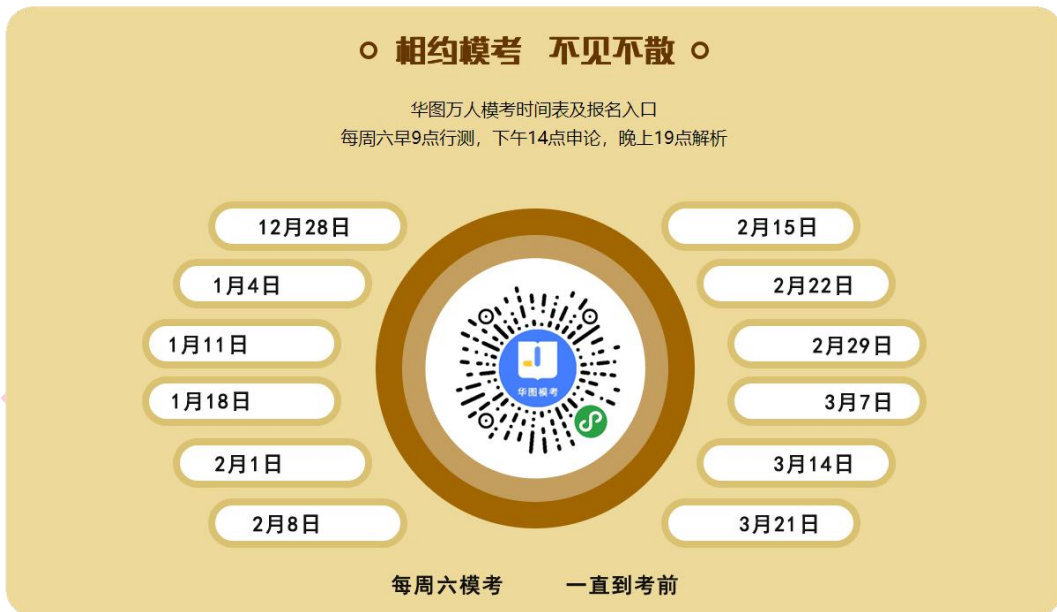 相约模考 不见不散
华图万人模考时间表及报名入口
每周六早9点行测，下午14点申论，晚上19点解析
12月28日
1月4日
1月11日
1月18日
2月1日
2月8日
华图模考
2月15日
2月22日
2月29日
3月7日
3月14日
3月21日
每周六模考 一直到考前